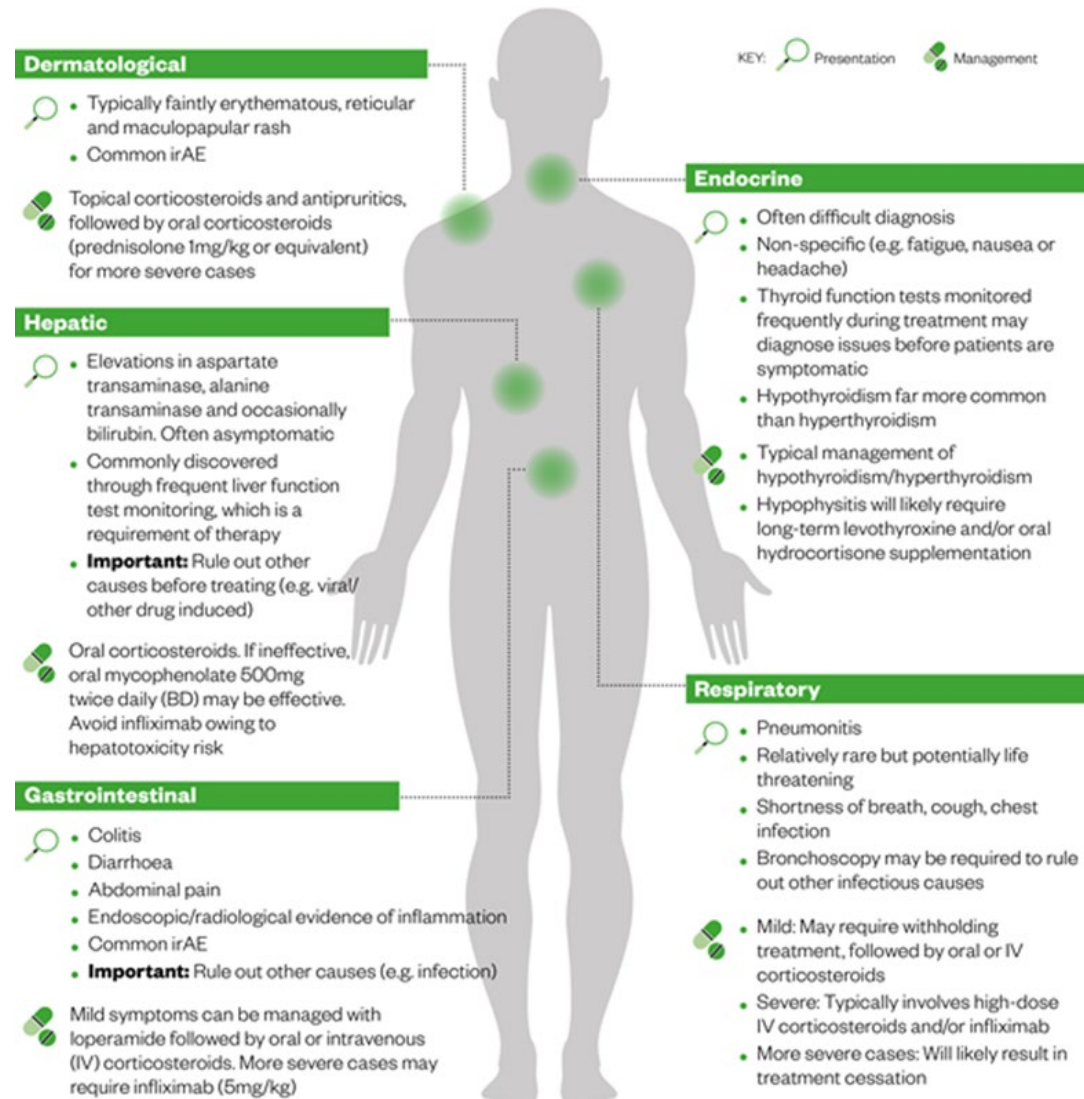 KEY: Presentation Management
Dermatological
• Typically faintly erythematous, reticular
and maculopapular rash
• Common irAE
Topical corticosteroids and antipruritics,
followed by oral corticosteroids
(prednisolone 1mg/kg or equivalent)
for more severe cases
Hepatic
• Elevations in aspartate
transaminase, alanine
transaminase and occasionally
bilirubin. Often asymptomatic
• Commonly discovered
through frequent liver function
test monitoring, which is a
requirement of therapy
• Important: Rule out other
causes before treating (e.g. viral/
other drug induced)
Oral corticosteroids. If ineffective,
oral mycophenolate 500mg
twice daily (BD) may be effective.
Avoid infliximab owing to
hepatotoxicity risk
Gastrointestinal
• Colitis
• Diarrhoea
• Abdominal pain
• Endoscopic/radiological evidence of inflammation
• Common irAE
• Important: Rule out other causes (e.g. infection)
Mild symptoms can be managed with
loperamide followed by oral or intravenous
(IV) corticosteroids. More severe cases may
require infliximab (5mg/kg)
Endocrine
• Often difficult diagnosis
• Non-specific (e.g. fatigue, nausea or
headache)
• Thyroid function tests monitored
frequently during treatment may
diagnose issues before patients are
symptomatic
• Hypothyroidism far more common
than hyperthyroidism
• Typical management of
hypothyroidism/hyperthyroidism
• Hypophysitis will likely require
long-term levothyroxine and/or oral
hydrocortisone supplementation
Respiratory
• Pneumonitis
• Relatively rare but potentially life
threatening
• Shortness of breath, cough, chest
infection
• Bronchoscopy may be required to rule
out other infectious causes
• Mild: May require withholding
treatment, followed by oral or IV
corticosteroids
• Severe: Typically involves high-dose
IV corticosteroids and/or infliximab
• More severe cases: Will likely result in
treatment cessation